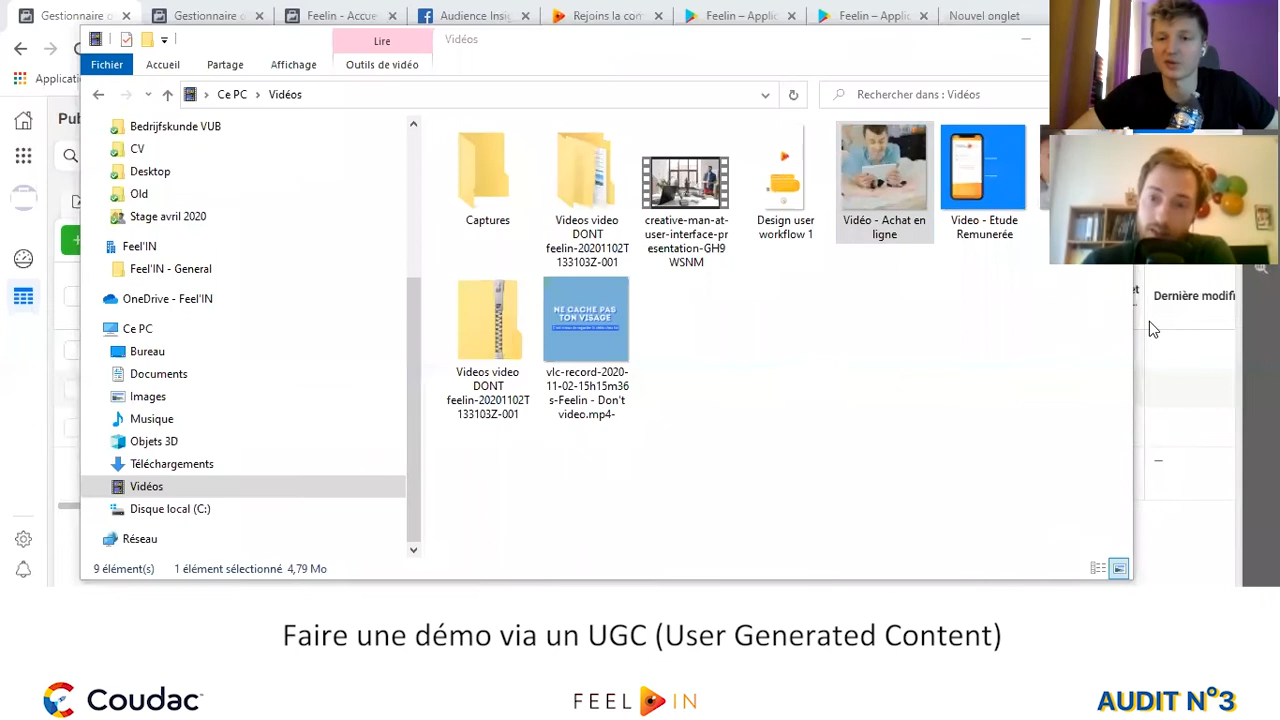 Gestionnaire
Gestionnaire d
Feelin - Accue
Audience Insig
Rejoins la com
Feelin – Applic
Feelin – Applic
Nouvel onglet
Lire
Vidéos
Fichier
Accueil
Partage
Affichage
Outils de vidéo
Ce PC > Vidéos
Rechercher dans : Vidéos
Bedrijfskunde VUB
CV
Desktop
Old
Stage avril 2020
Feel'IN
Feel'IN - General
OneDrive - Feel'IN
Ce PC
Bureau
Documents
Images
Musique
Objets 3D
Téléchargements
Vidéos
Disque local (C:)
Réseau
Captures
Videos video
DONT
feelin-20201102T
133103Z-001
creative-man-at-
user-interface-pr
esentation-GH9
WSNM
Design user
workflow 1
Vidéo - Achat en
ligne
Video - Etude
Remunerée
Videos video
DONT
feelin-20201102T
133103Z-001
NE CACHE PAS
TON VISAGE
vlc-record-2020-
11-02-15h15m36
s-Feelin - Don't
video.mp4-
Dernière modifi
9 élément(s)
1 élément sélectionné 4,79 Mo
Faire une démo via un UGC (User Generated Content)
Coudac
FEEL IN
AUDIT N°3